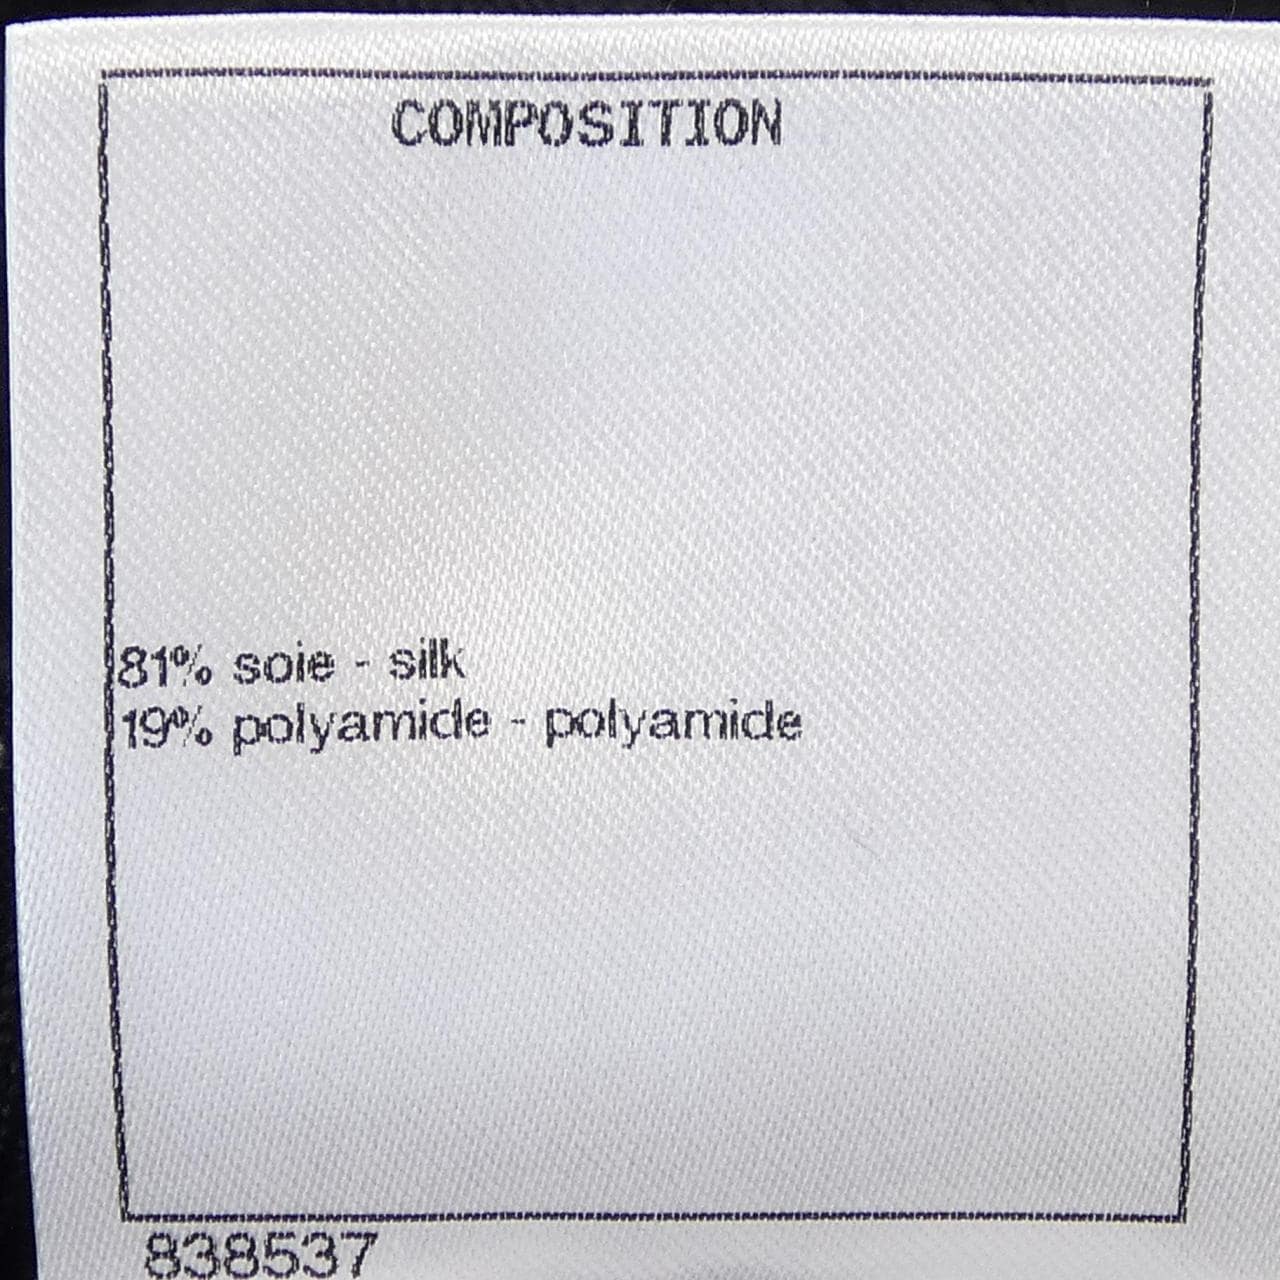 COMPOSITION
81% soie - silk
19% polyamide - polyamide
838537